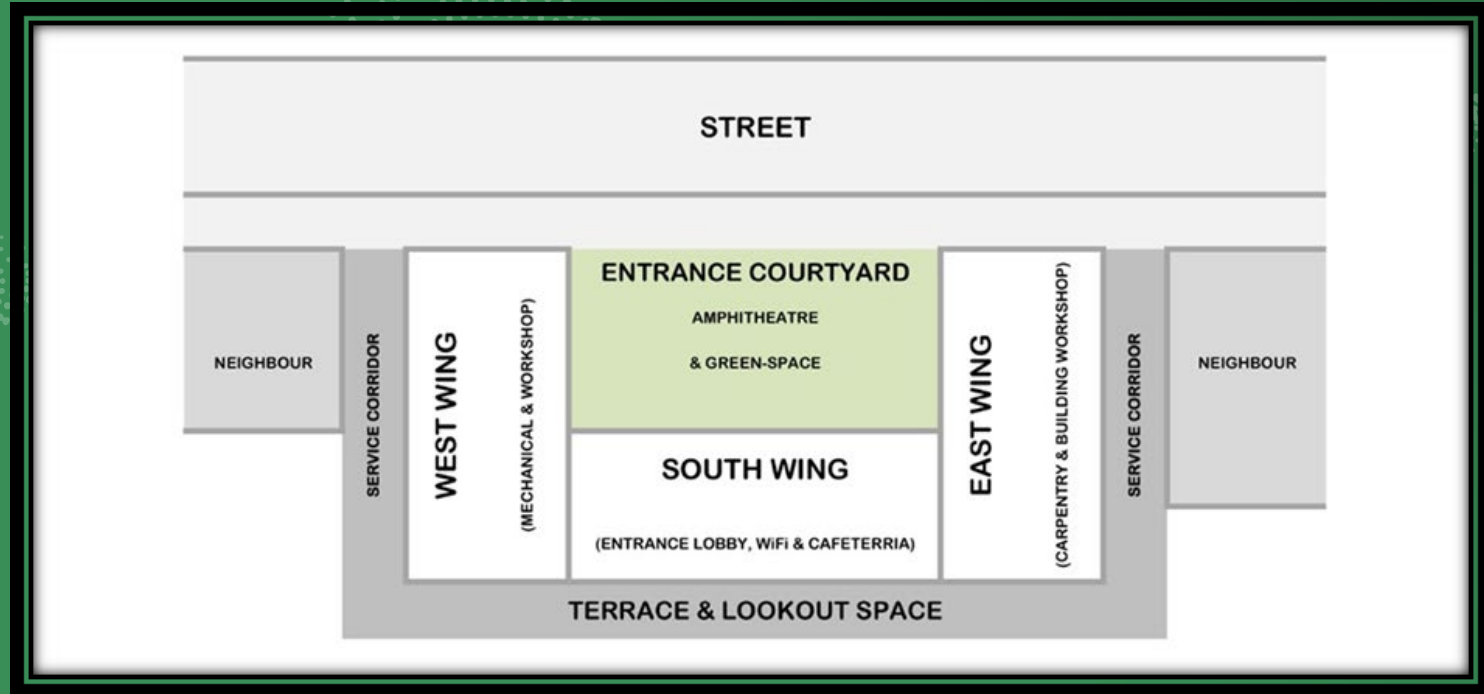 STREET
ENTRANCE COURTYARD
AMPHITHEATRE
& GREEN-SPACE
NEIGHBOUR
SERVICE CORRIDOR
WEST WING
(MECHANICAL & WORKSHOP)
SOUTH WING
(ENTRANCE LOBBY, WiFi & CAFETERRIA)
EAST WING
(CARPENTRY & BUILDING WORKSHOP)
SERVICE CORRIDOR
NEIGHBOUR
TERRACE & LOOKOUT SPACE